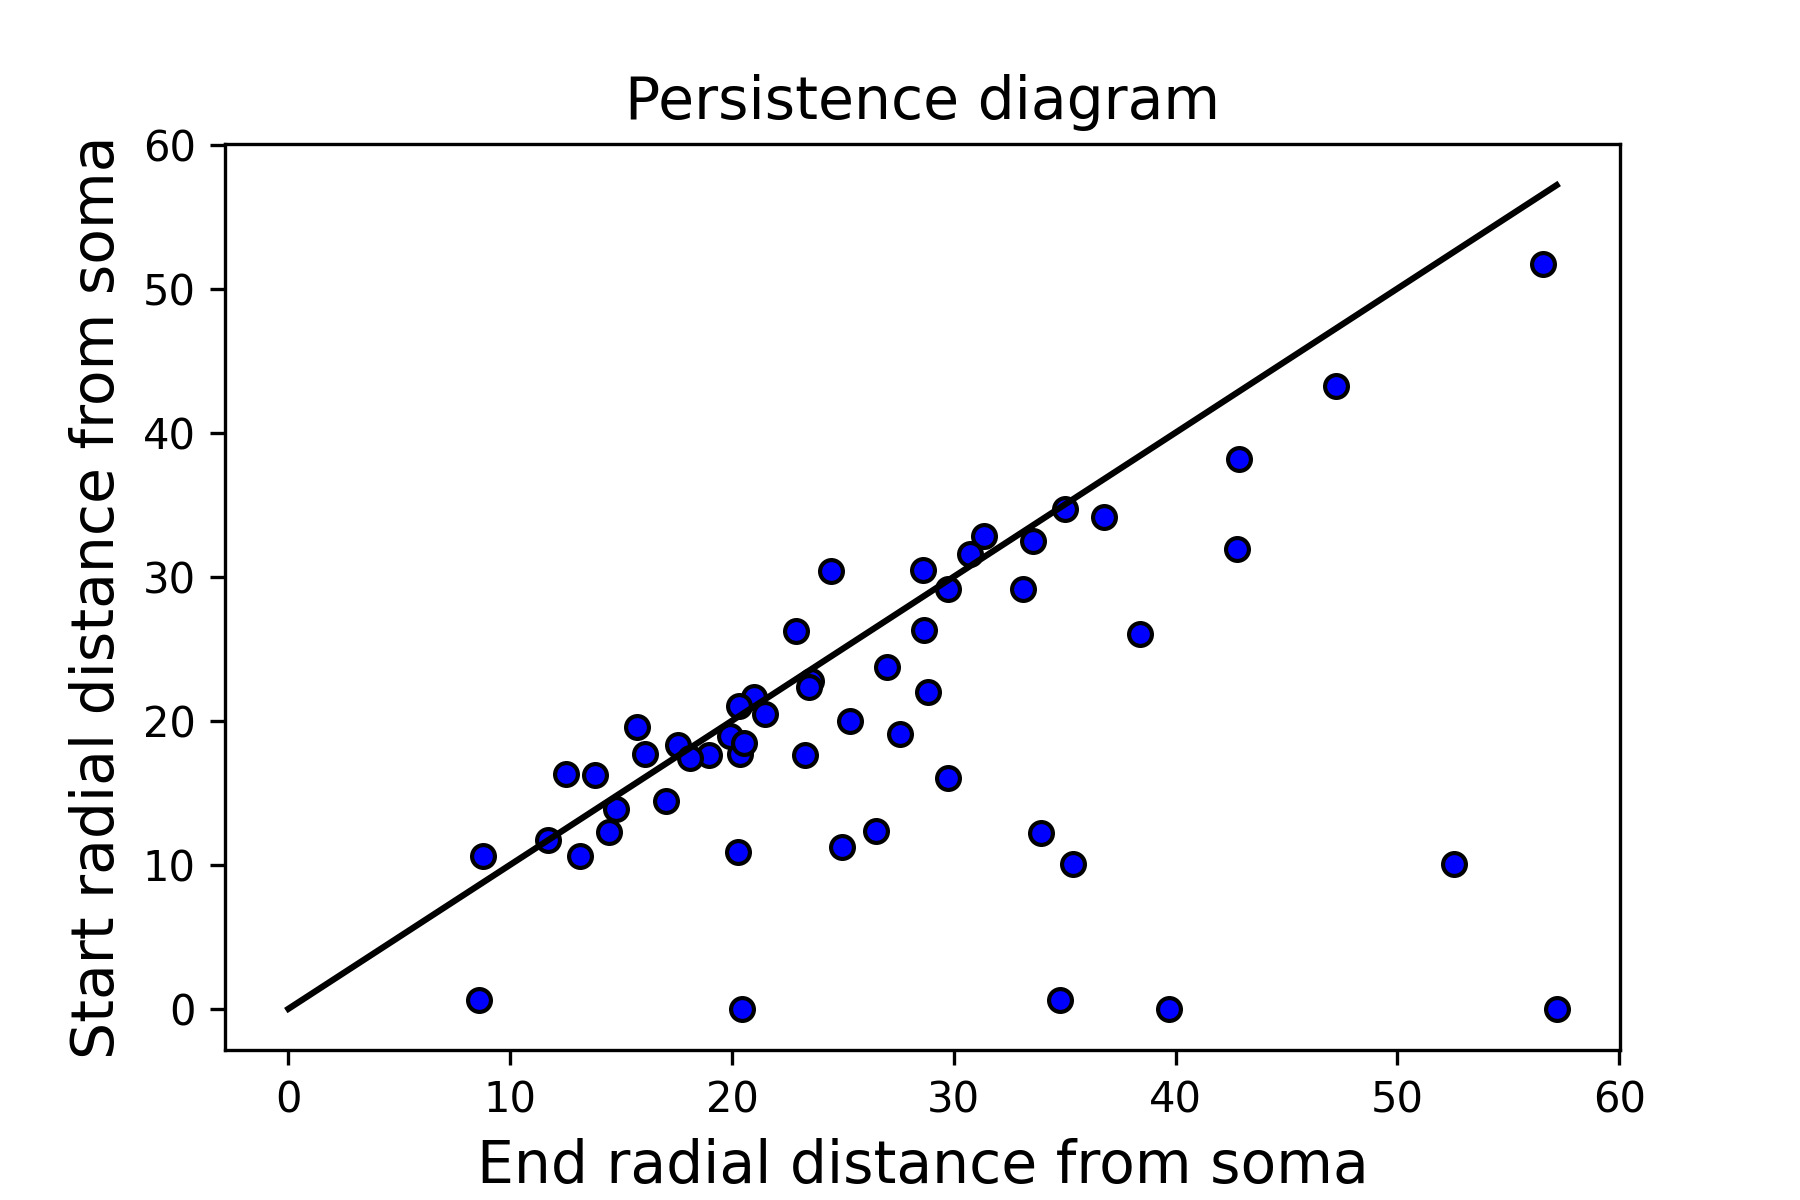 Persistence diagram
Start radial distance from soma
60
50
40
30
20
10
0
0 10 20 30 40 50 60
End radial distance from soma